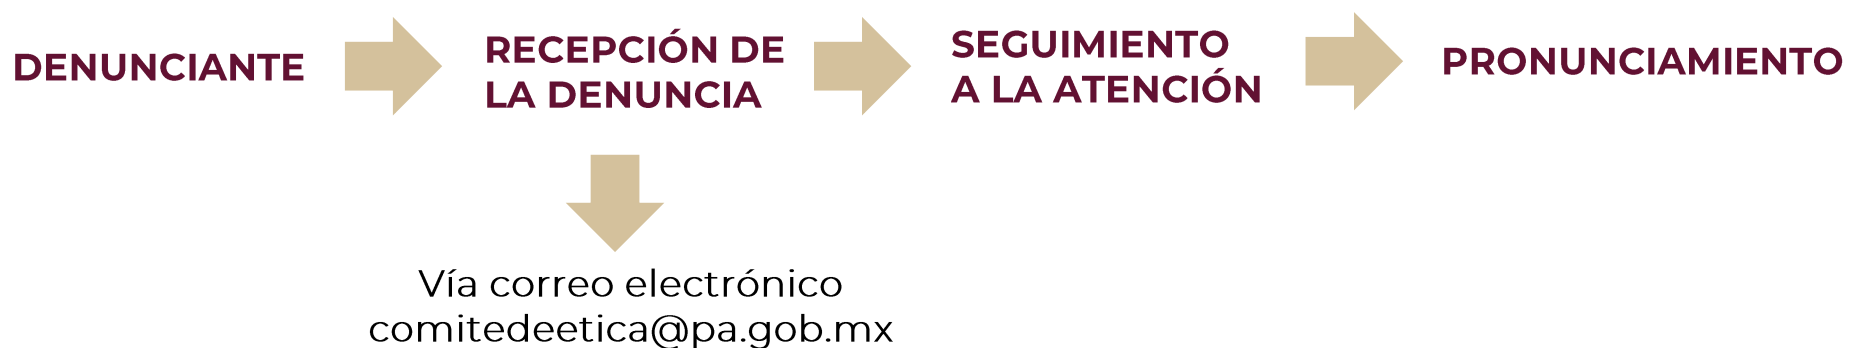 DENUNCIANTE
RECEPCIÓN DE
LA DENUNCIA
SEGUIMIENTO
A LA ATENCIÓN
PRONUNCIAMIENTO
Vía correo electrónico
comitedeetica@pa.gob.mx